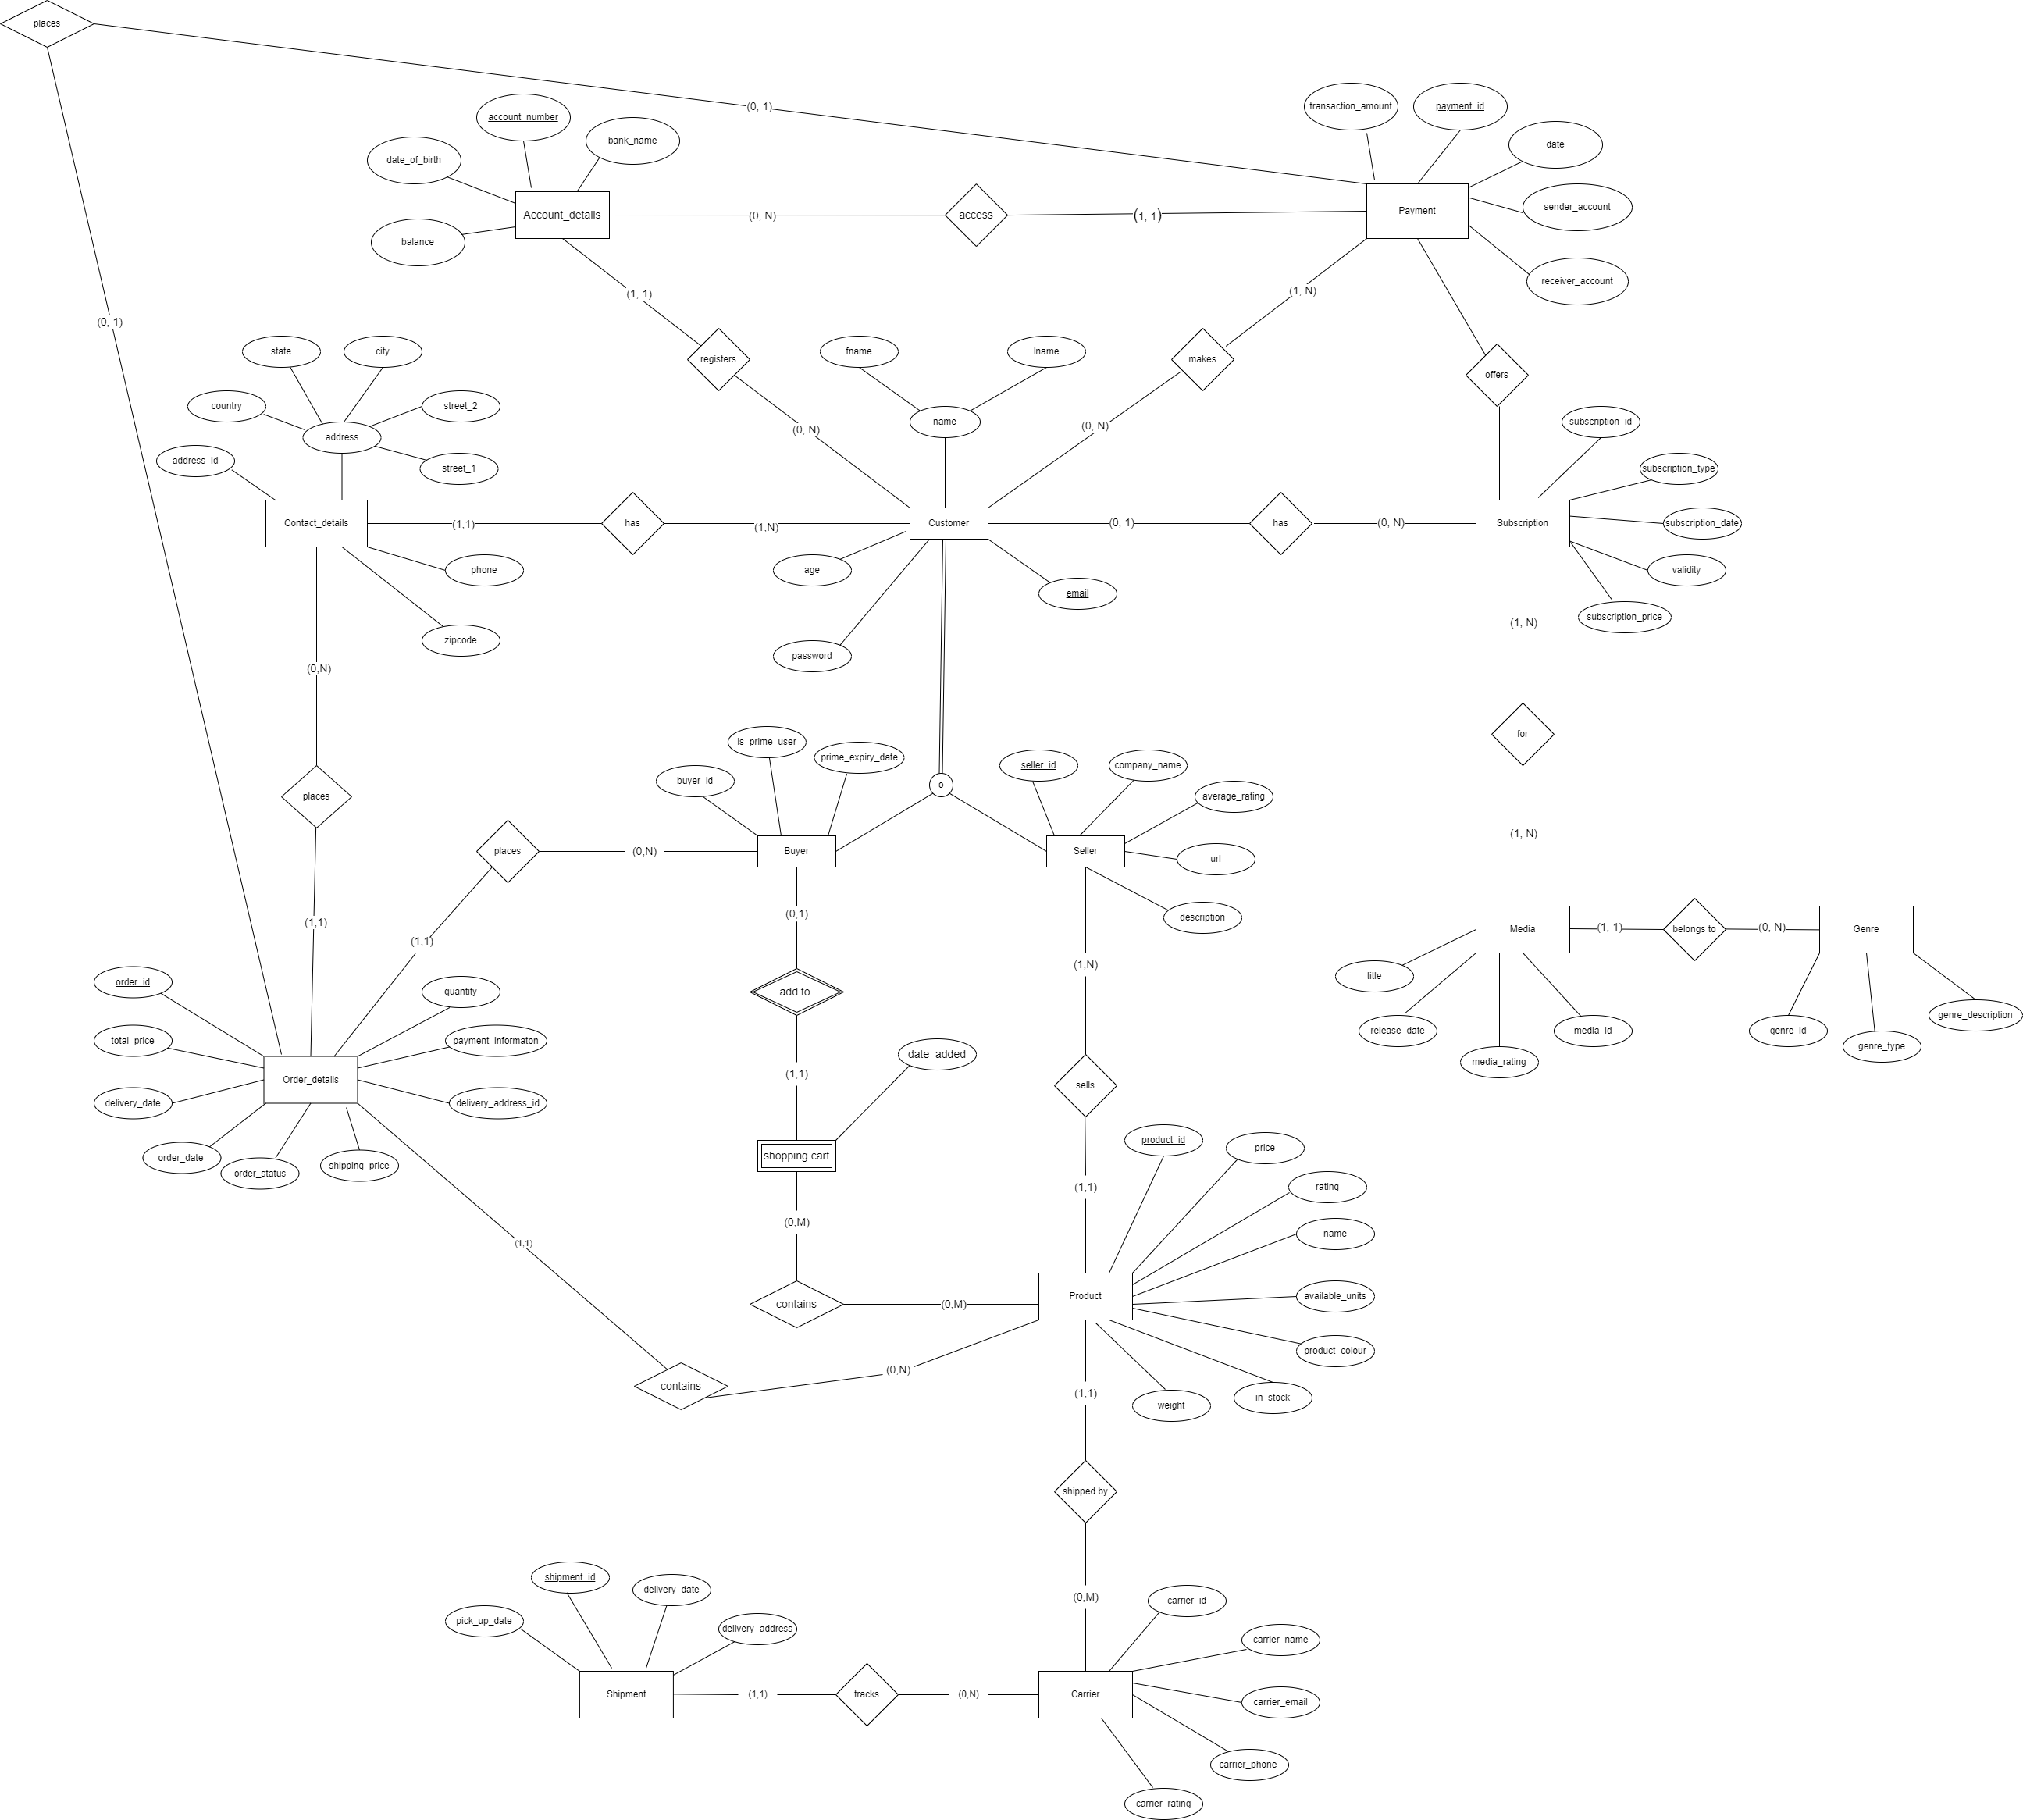 places
(0, 1)
transaction_amount
payment_id
account_number
bank_name
date
date_of_birth
sender_account
Account_details
(0, N)
access
(1, 1)
Payment
balance
receiver_account
(1, 1)
(1, N)
(0, 1)
state
city
registers
fname
lname
makes
offers
country
street_2
(0, N)
name
(0, N)
subscription_id
address
address_id
street_1
subscription_type
Contact_details
(1,1)
has
(1,N)
Customer
(0, 1)
has
(0, N)
Subscription
subscription_date
phone
age
email
validity
subscription_price
(1, N)
zipcode
password
(0,N)
is_prime_user
for
prime_expiry_date
buyer_id
seller_id
company_name
o
average_rating
places
(1, N)
places
(0,N)
Buyer
Seller
url
(1,1)
(0,1)
description
(1,1)
Media
(1, 1)
belongs to
(0, N)
Genre
(1,N)
title
order_id
quantity
add to
release_date
media_id
genre_id
genre_description
total_price
payment_informaton
date_added
media_rating
genre_type
Order_details
(1,1)
sells
delivery_date
delivery_address_id
order_date
order_status
shipping_price
shopping cart
product_id
price
(1,1)
rating
(0,M)
name
(1,1)
Product
available_units
contains
(0,M)
product_colour
(0,N)
contains
(1,1)
weight
in_stock
shipped by
shipment_id
delivery_date
(0,M)
carrier_id
pick_up_date
delivery_address
carrier_name
Shipment
(1,1)
tracks
(0,N)
Carrier
carrier_email
carrier_phone
carrier_rating